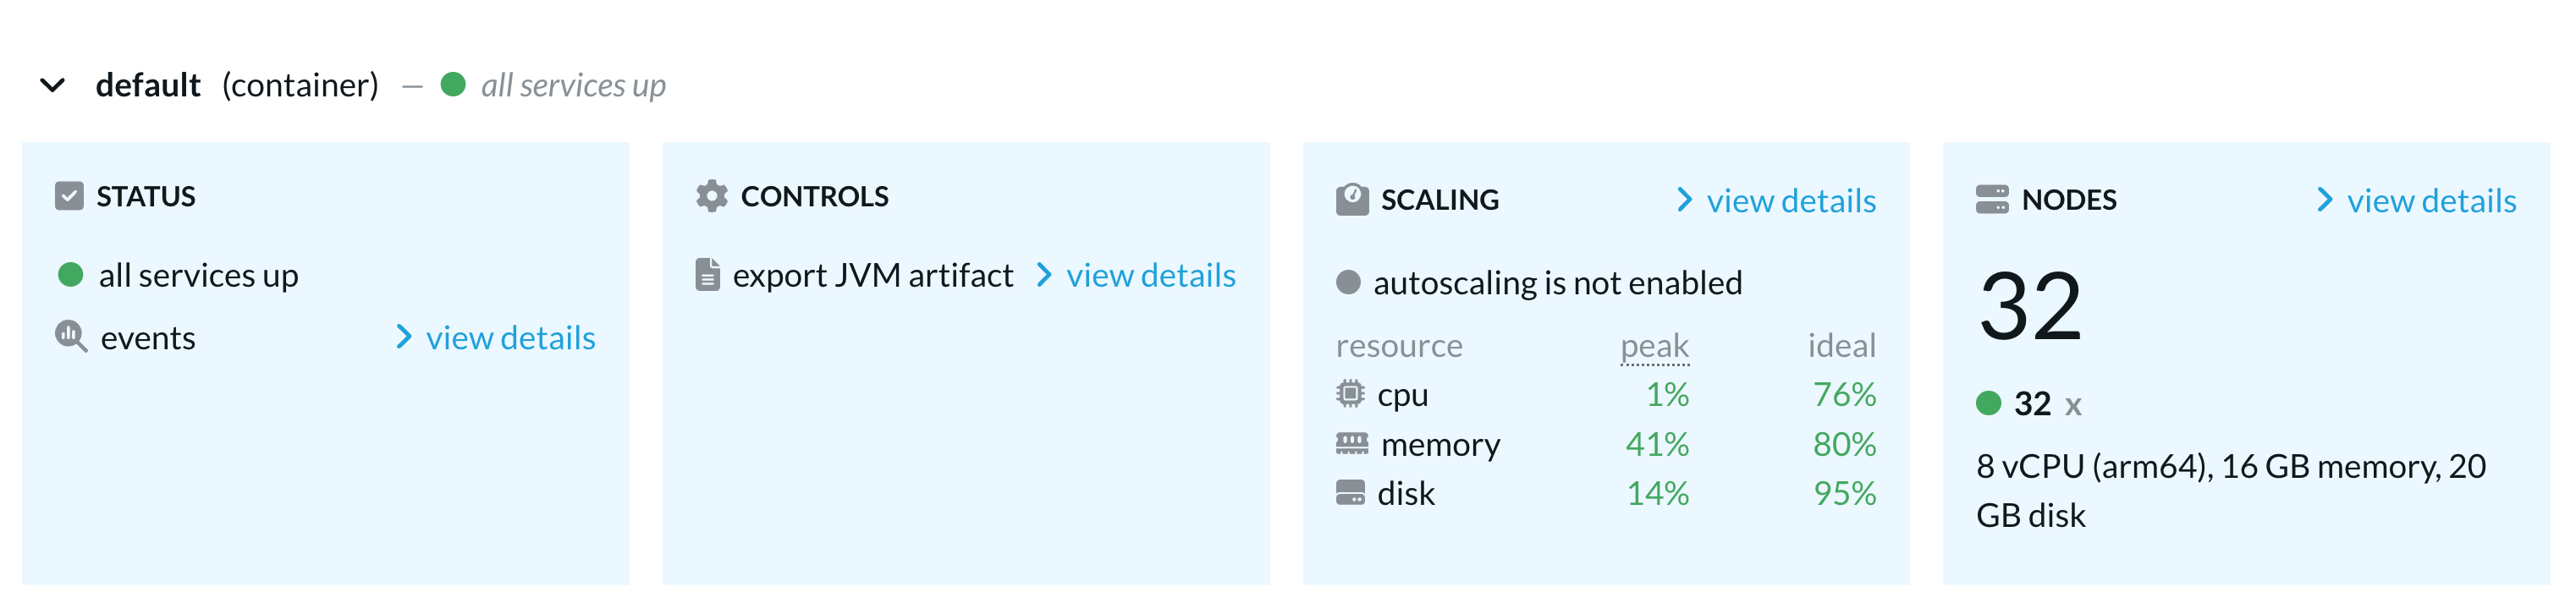 default (container) — all services up
STATUS
all services up
events view details
CONTROLS
export JVM artifact view details
SCALING view details
autoscaling is not enabled
resource peak ideal
cpu 1% 76%
memory 41% 80%
disk 14% 95%
NODES view details
32
32 x
8 vCPU (arm64), 16 GB memory, 20
GB disk